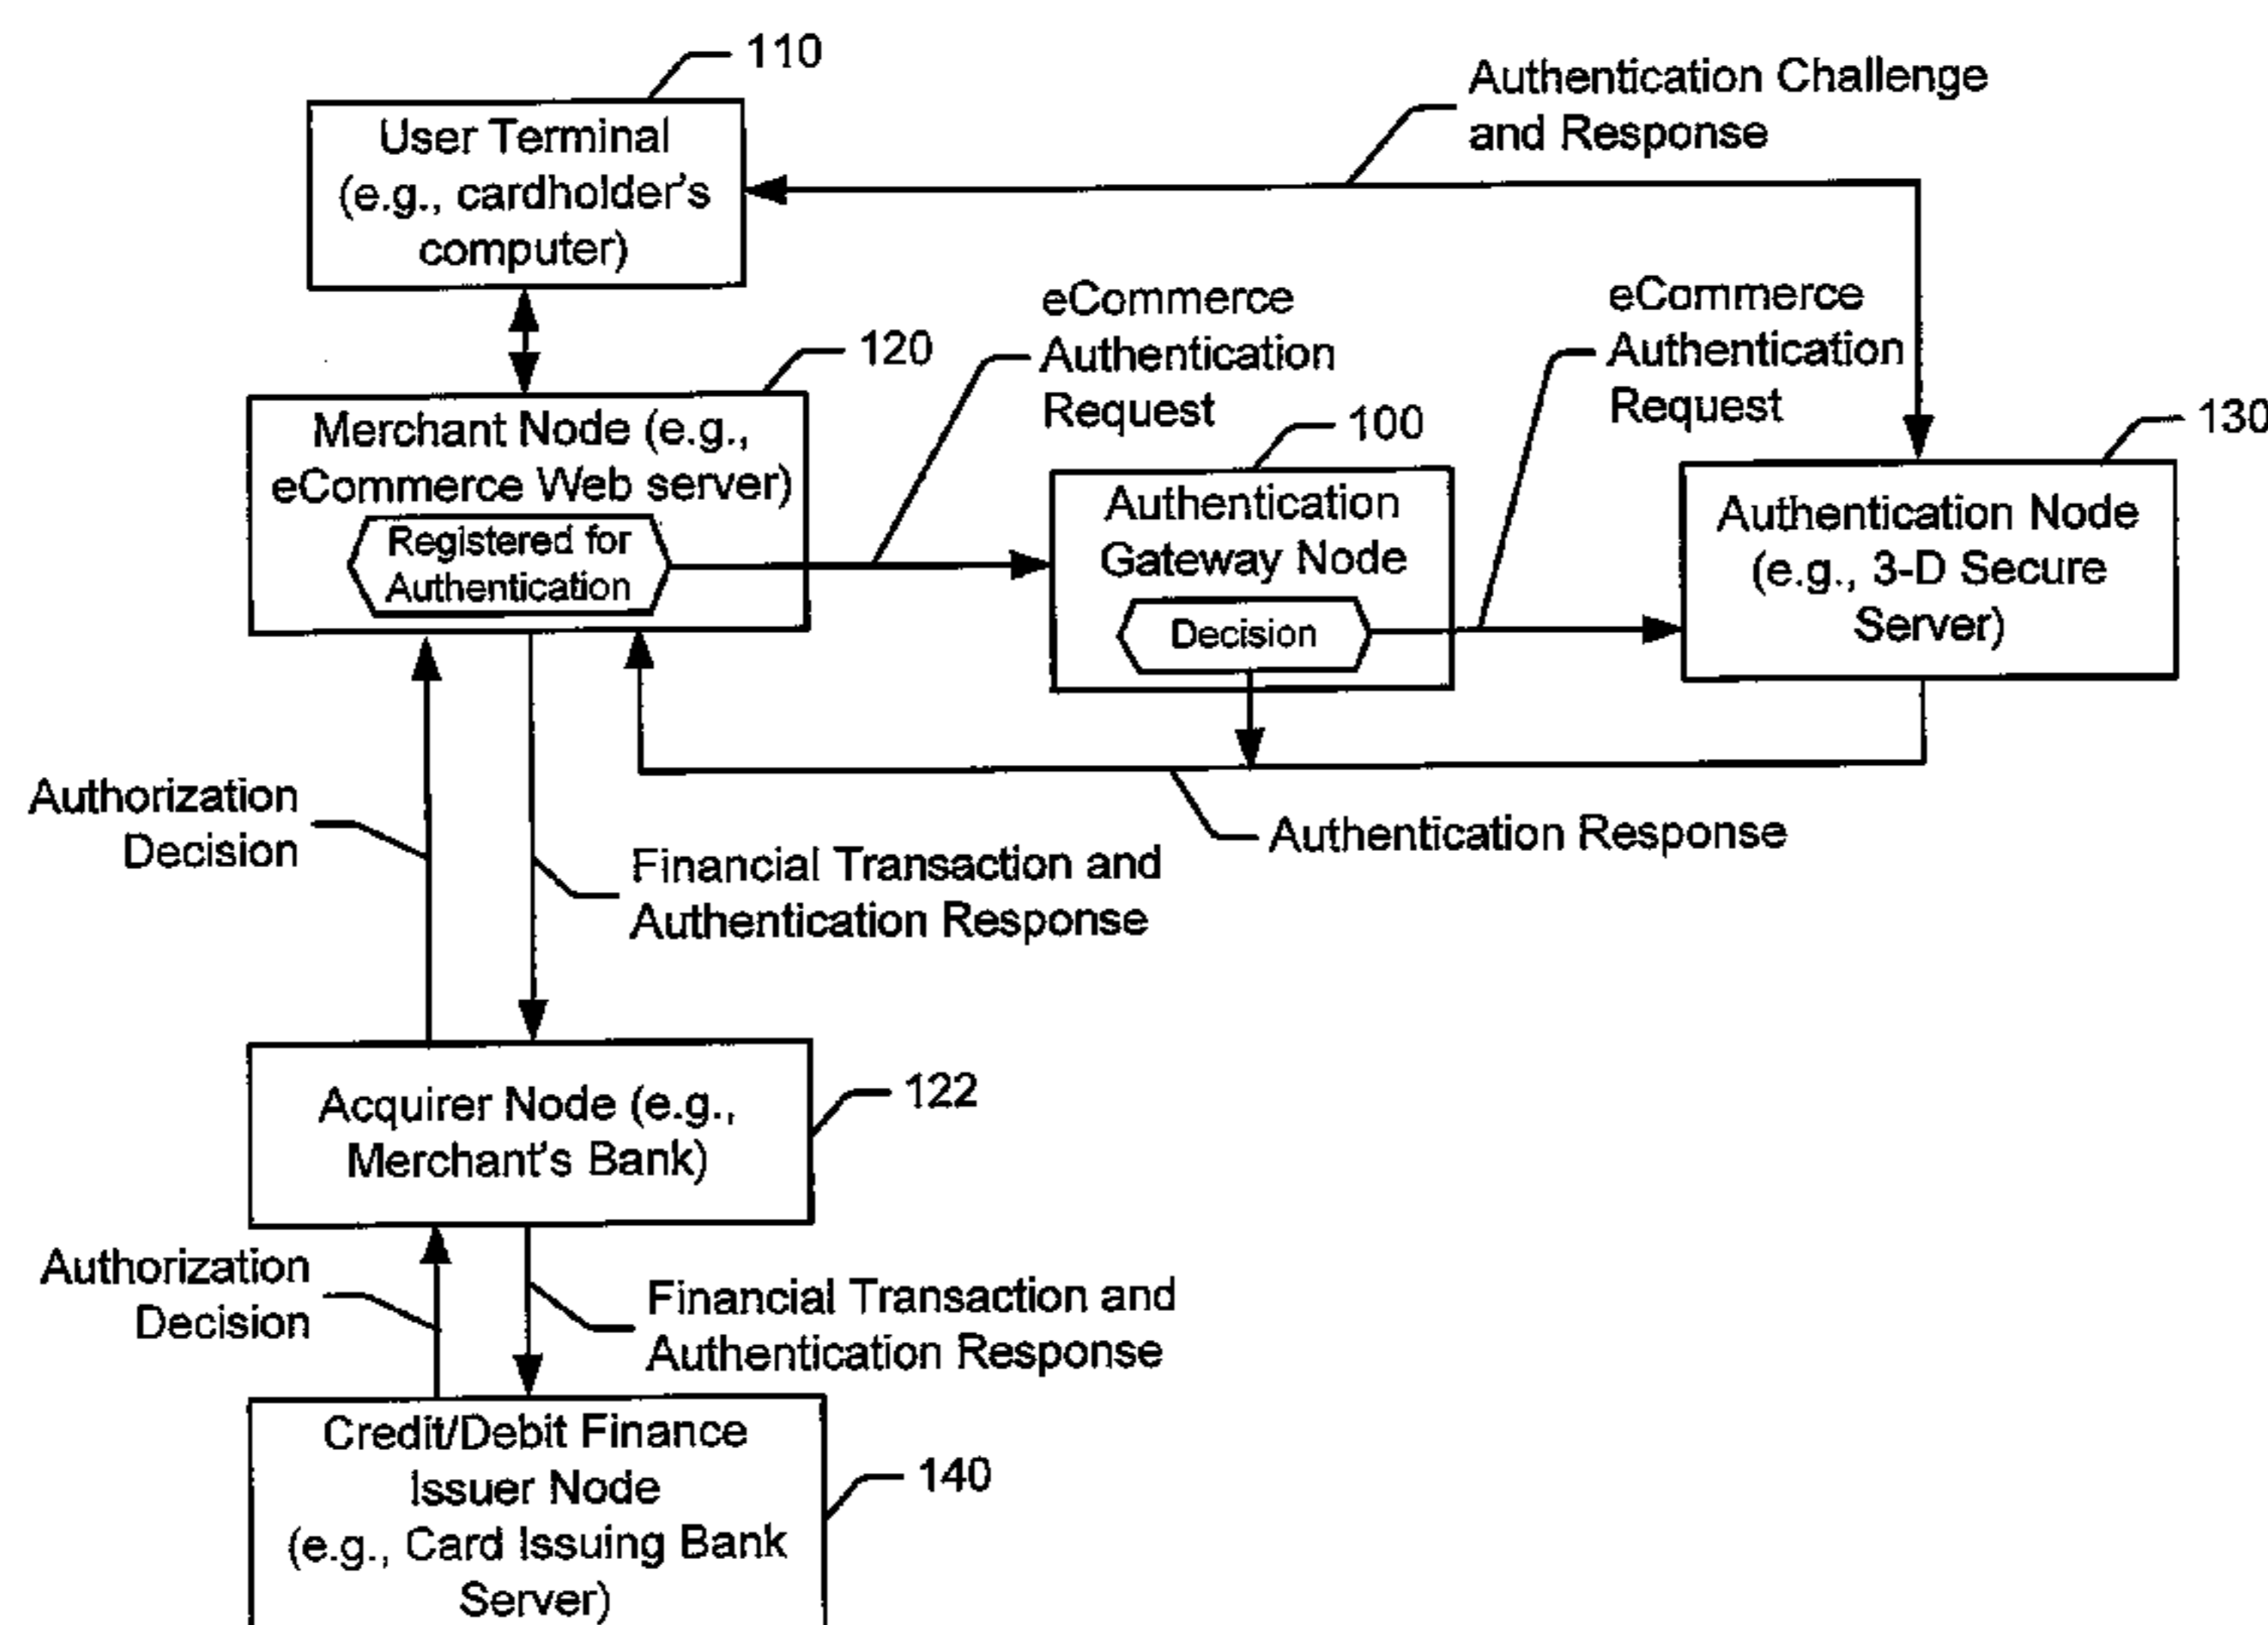 110
Authentication Challenge
and Response
User Terminal
(e.g., cardholder's
computer)
eCommerce
Authentication
Request
eCommerce
Authentication
Request
120
100
130
Merchant Node (e.g.,
eCommerce Web server)
Registered for
Authentication
Authentication
Gateway Node
Decision
Authentication Node
(e.g., 3-D Secure
Server)
Authorization
Decision
Financial Transaction and
Authentication Response
Authentication Response
Acquirer Node (e.g.,
Merchant's Bank)
122
Authorization
Decision
Financial Transaction and
Authentication Response
Credit/Debit Finance
Issuer Node
(e.g., Card Issuing Bank
Server)
140